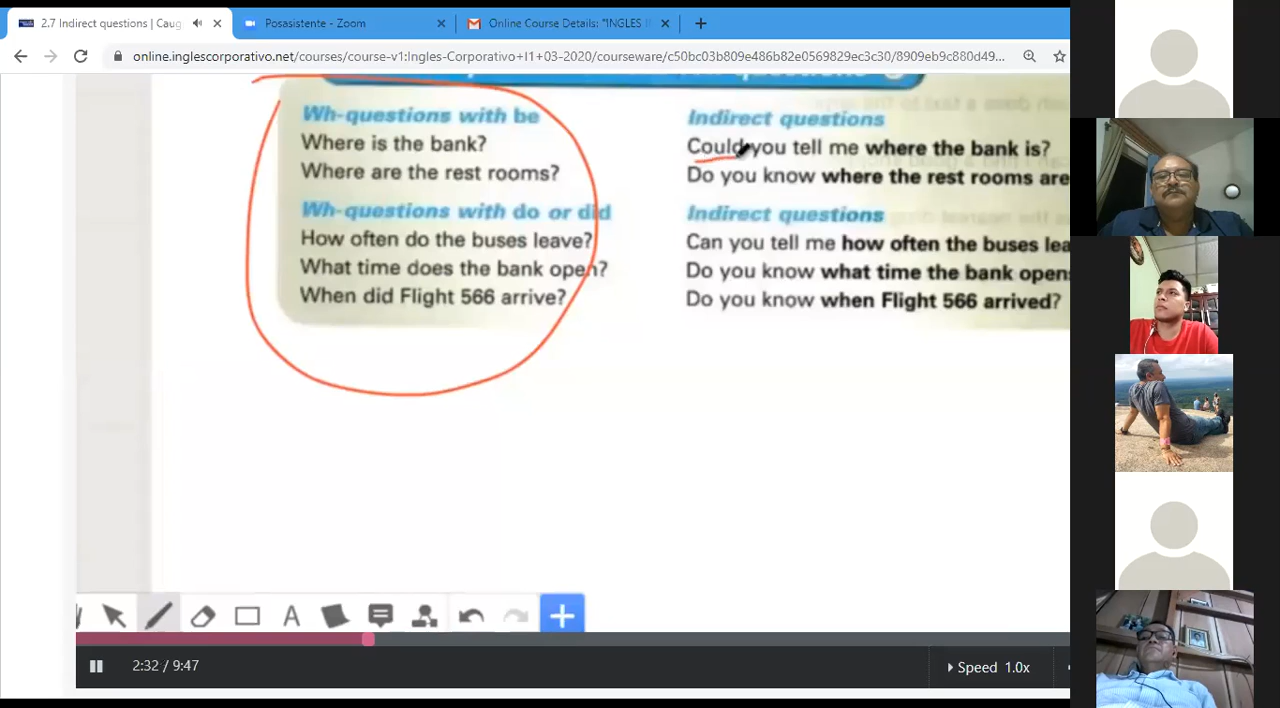 2.7 Indirect questions | Caug
Posasistente - Zoom
Online Course Details: "INGLES I
online.inglescorporativo.net/courses/course-v1:Ingles-Corporativo+I1+03-2020/courseware/c50bc03b809e486b82e0569829ec3c30/8909eb9c880d49...
questions
Wh-questions with be
Where is the bank?
Where are the rest rooms?
Wh-questions with do or did
How often do the buses leave?
What time does the bank open?
When did Flight 566 arrive?
Indirect questions
Could you tell me where the bank is?
Do you know where the rest rooms are
Indirect questions
Can you tell me how often the buses lea
Do you know what time the bank opens
Do you know when Flight 566 arrived?
A
2:32 / 9:47
Speed 1.0x